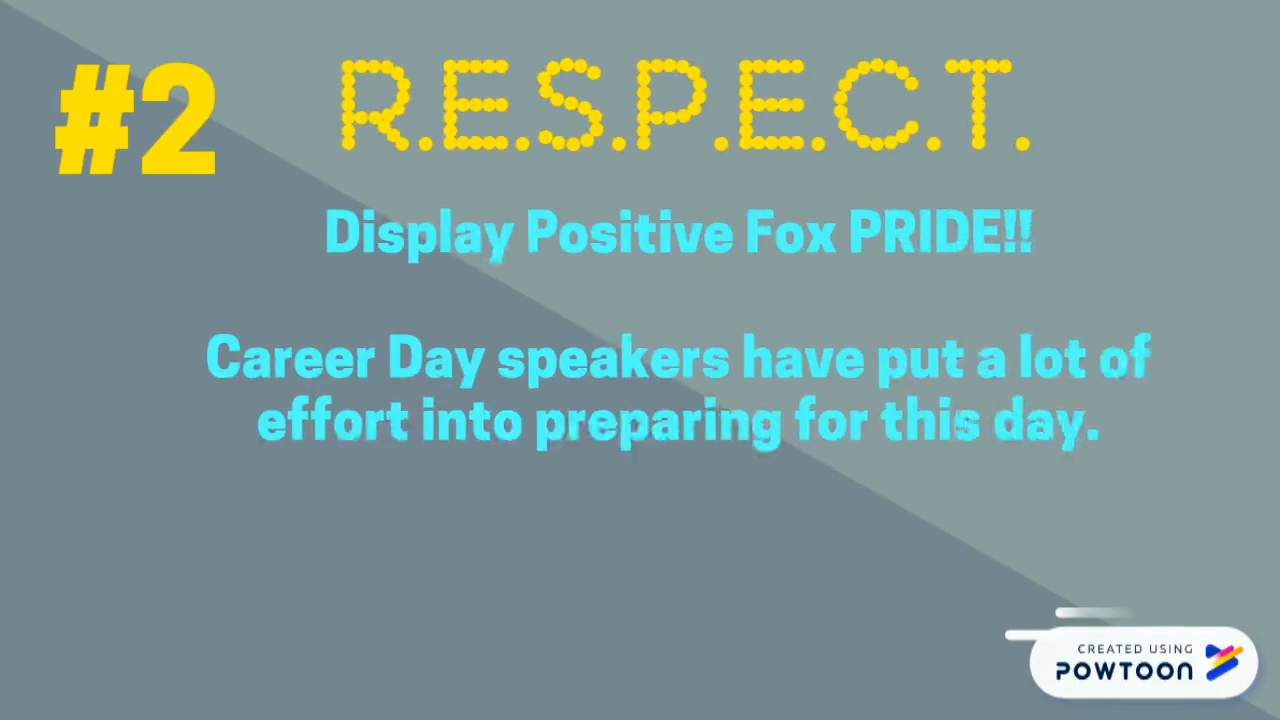 #2 R.E.S.P.E.C.T.
Display Positive Fox PRIDE!!
Career Day speakers have put a lot of
effort into preparing for this day.
CREATED USING
POWTOON